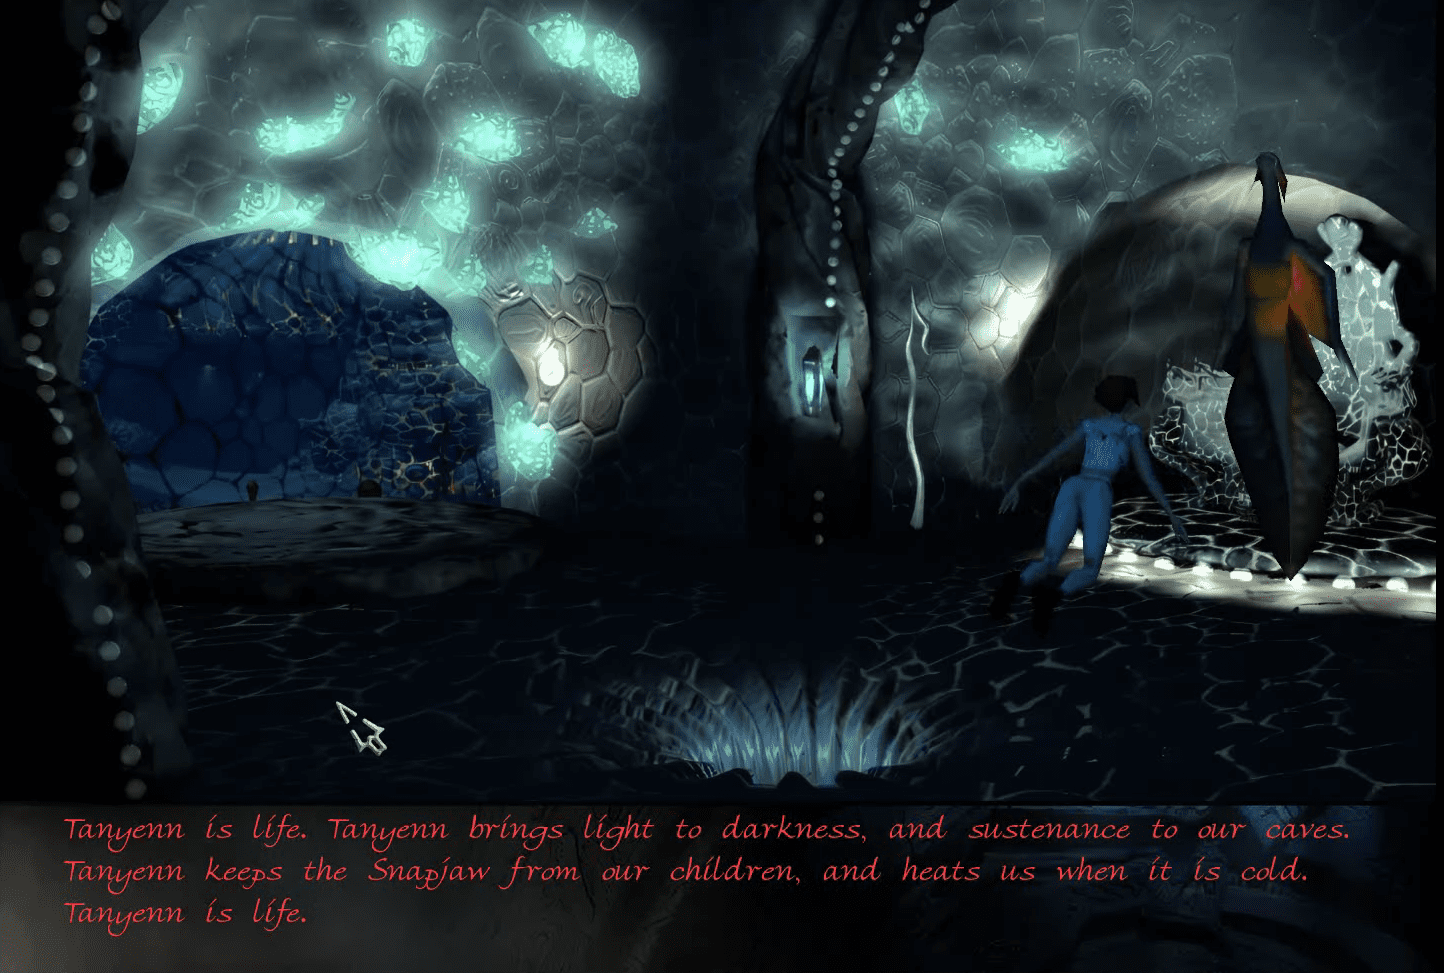 Tanyenn is life. Tanyenn brings light to darkness, and sustenance to our caves.
Tanyenn keeps the Snapjaw from our children, and heats us when it is cold.
Tanyenn is life.